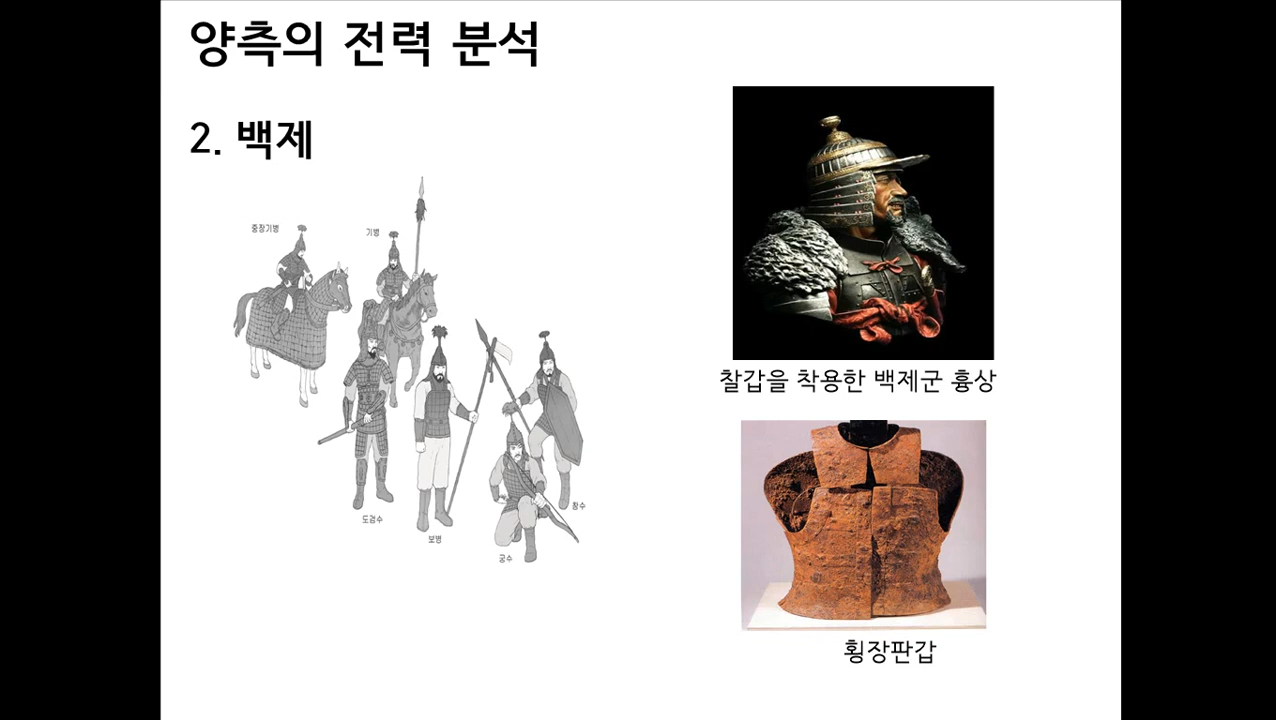 양측의 전력 분석
2. 백제
중장기병
기병
도검수
보병
궁수
창수
찰갑을 착용한 백제군 흉상
횡장판갑